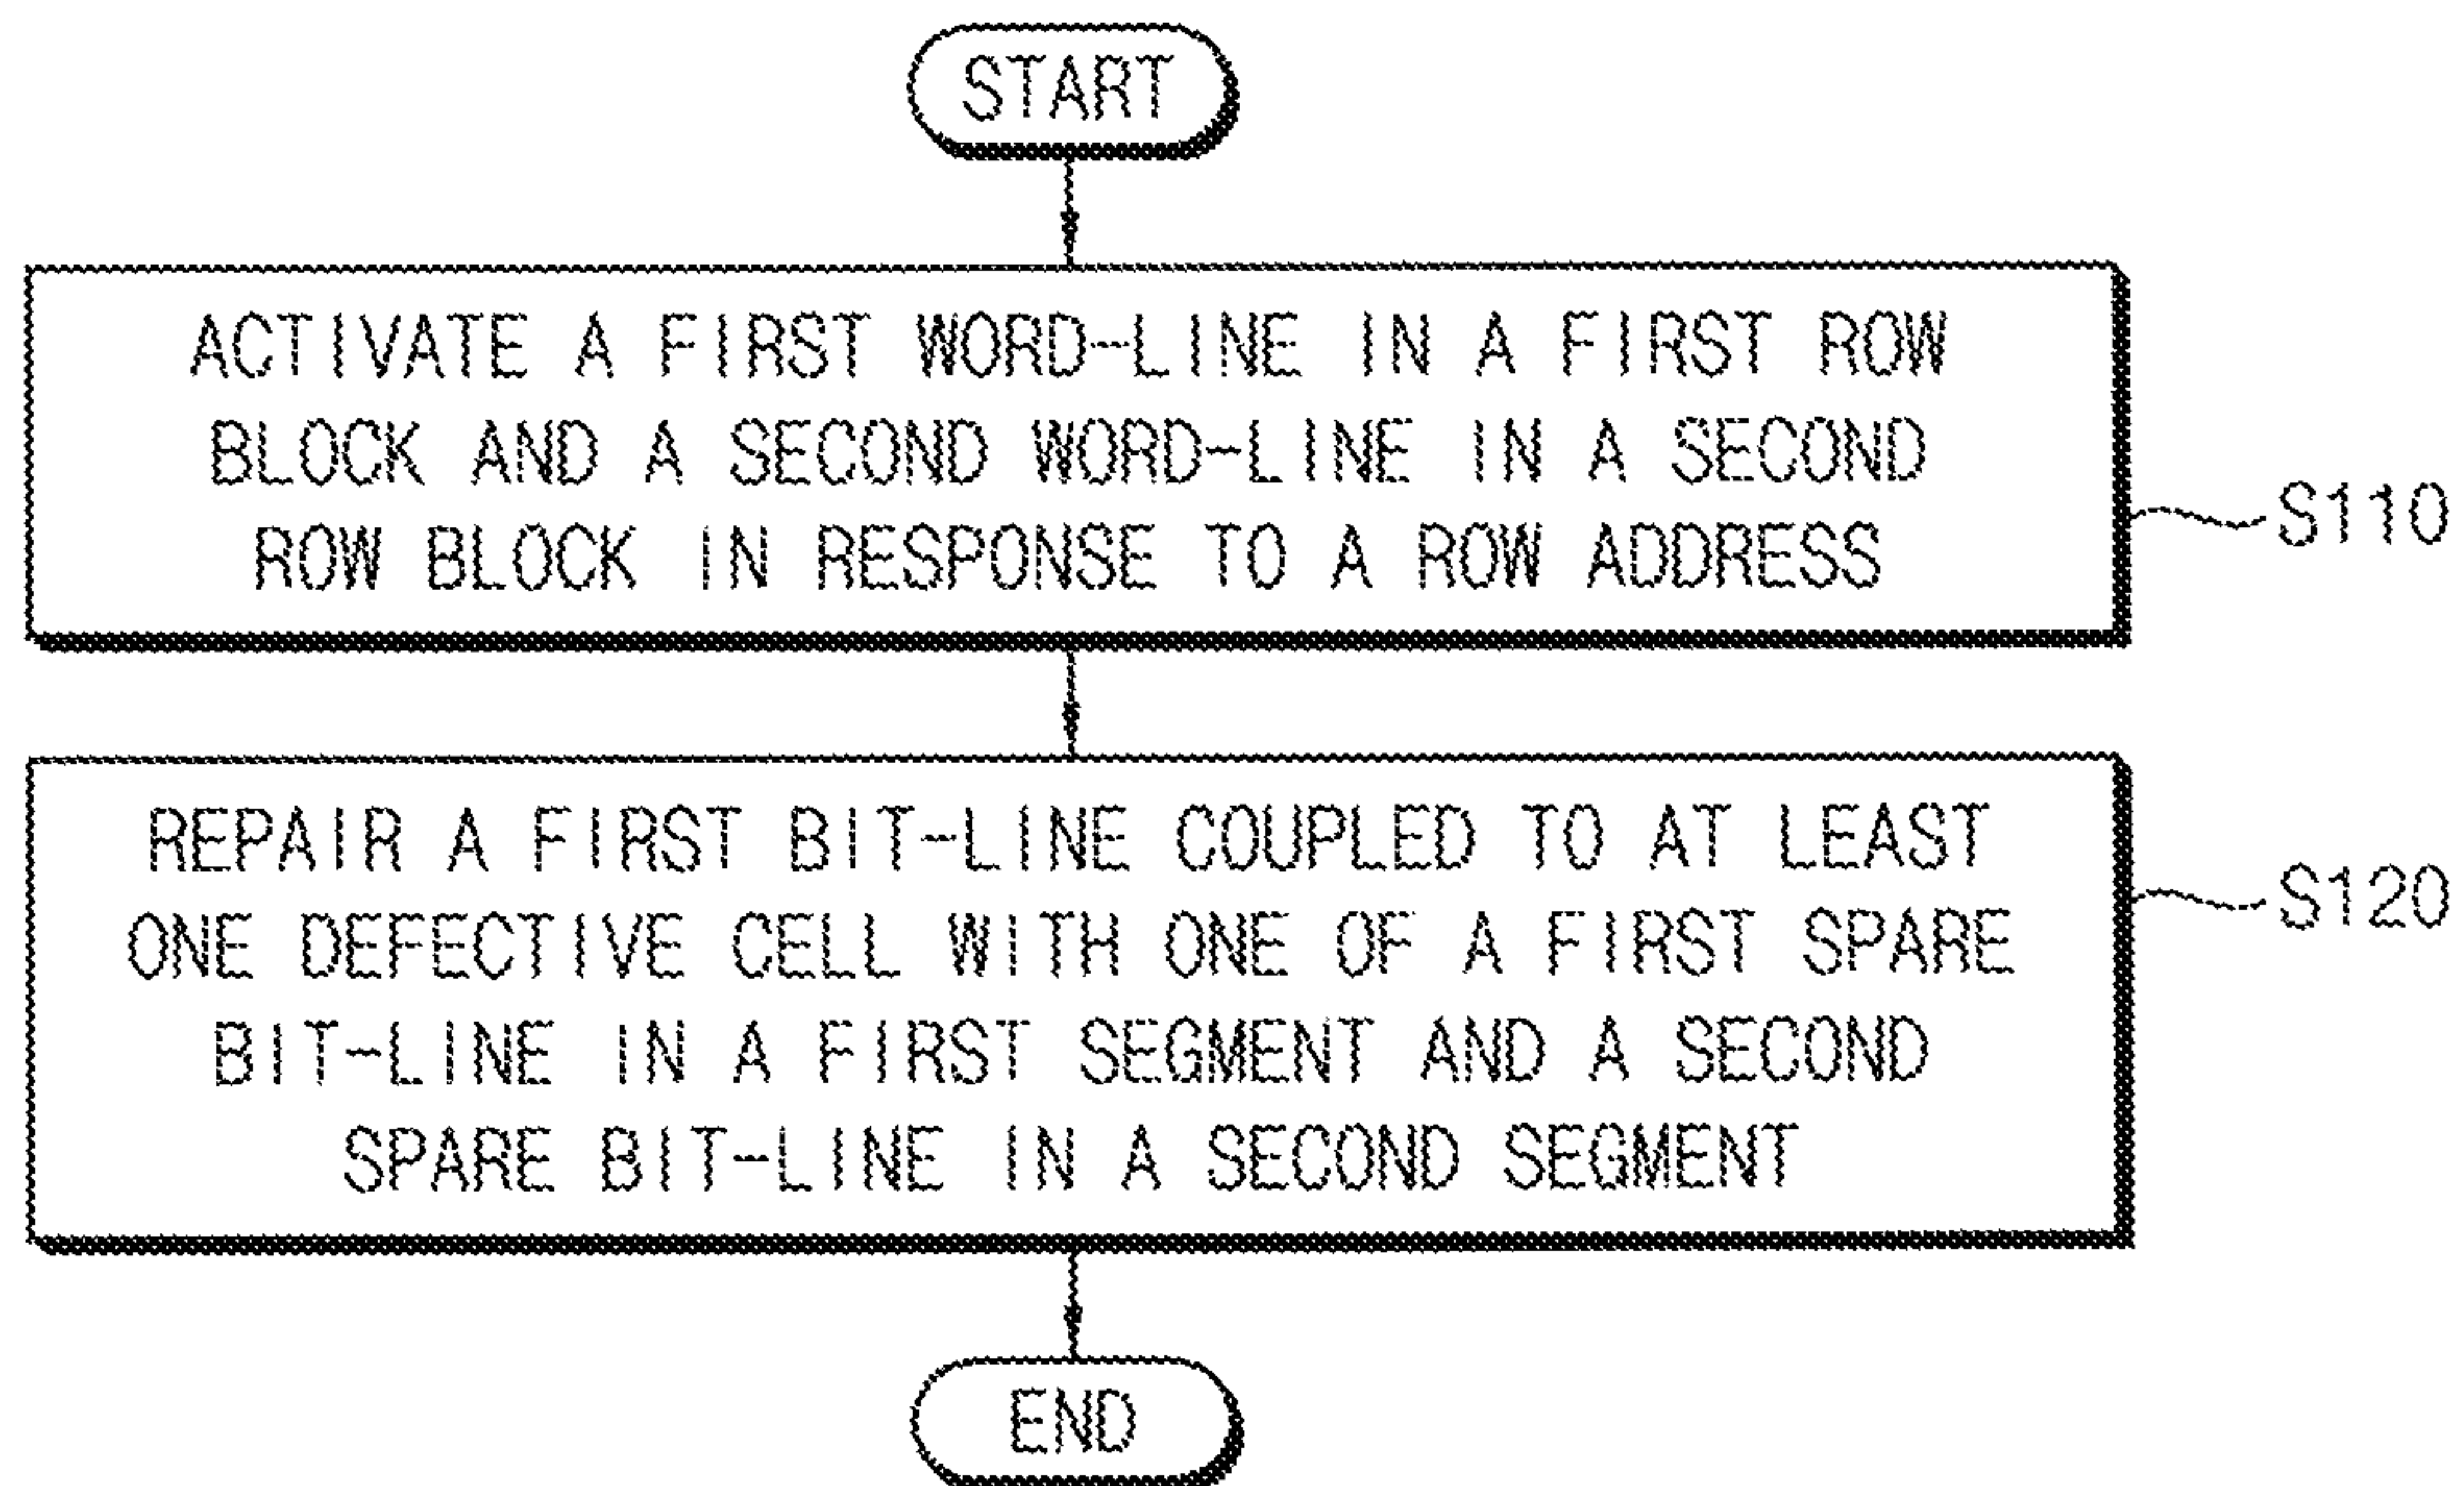 START
ACTIVATE A FIRST WORD-LINE IN A FIRST ROW
BLOCK AND A SECOND WORD-LINE IN A SECOND
ROW BLOCK IN RESPONSE TO A ROW ADDRESS
S110
REPAIR A FIRST BIT-LINE COUPLED TO AT LEAST
ONE DEFECTIVE CELL WITH ONE OF A FIRST SPARE
BIT-LINE IN A FIRST SEGMENT AND A SECOND
SPARE BIT-LINE IN A SECOND SEGMENT
S120
END